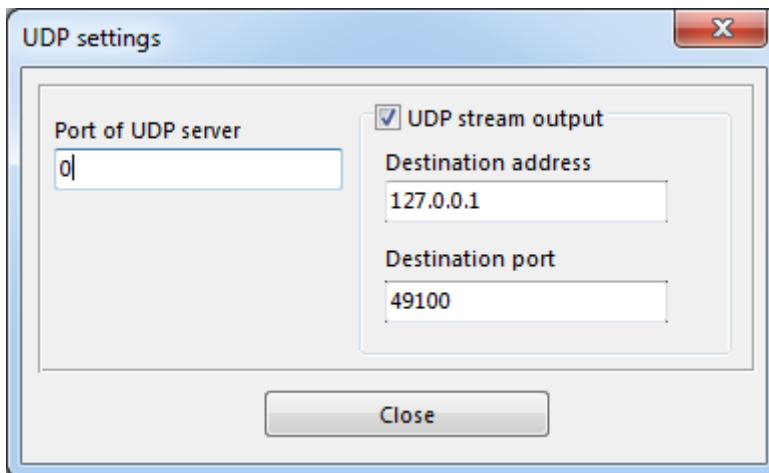 UDP settings
Port of UDP server
0
UDP stream output
Destination address
127.0.0.1
Destination port
49100
Close